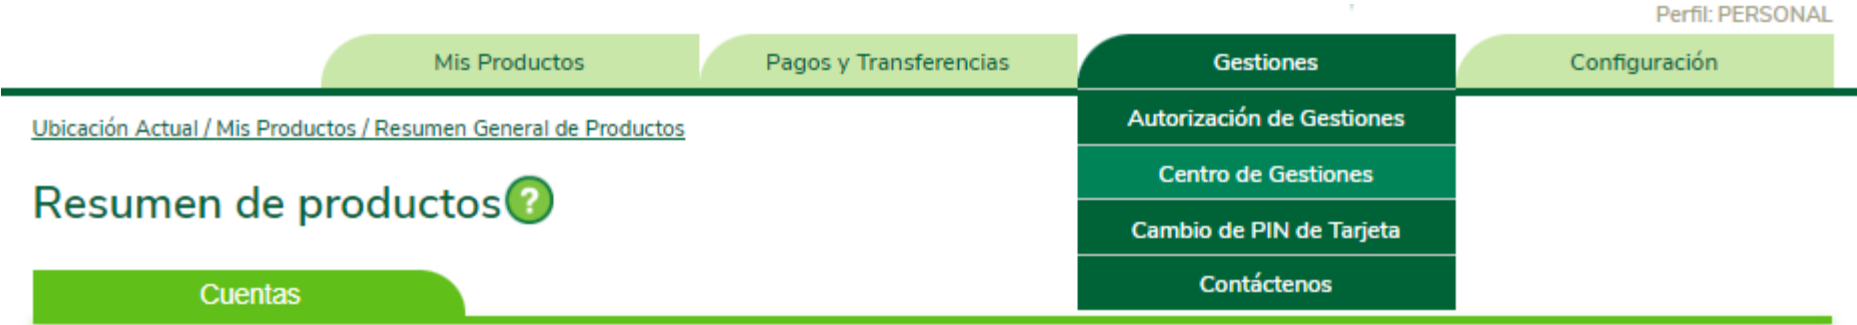 Perfil: PERSONAL
Mis Productos
Pagos y Transferencias
Gestiones
Configuración
Autorización de Gestiones
Centro de Gestiones
Cambio de PIN de Tarjeta
Contáctenos
Ubicación Actual / Mis Productos / Resumen General de Productos
Resumen de productos?
Cuentas